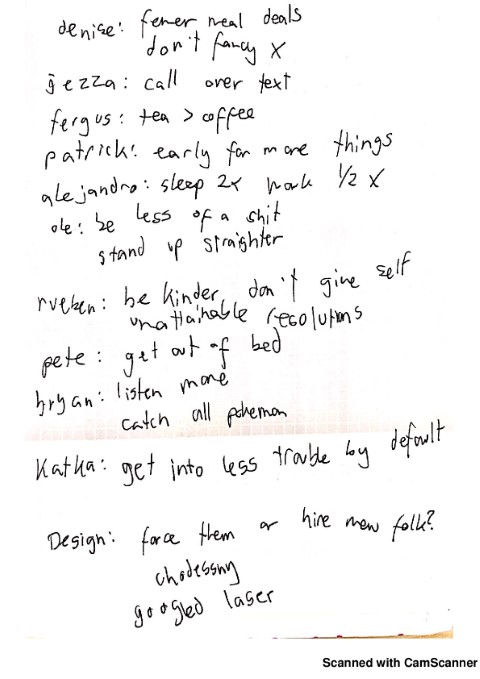 denise: fewer meal deals
don't fancy x
jezza: call over text
fergus: tea > coffee
patrick: early for more things
alejandro: sleep 2x work 1/2 x
ole: be less of a shit
stand up straighter
rueben: be kinder, don't give self
unattainable resolutions
pete: get out of bed
bryan: listen more
catch all pokemon
Katha: get into less trouble by default
Design: force them or hire new folk?
googled laser
Scanned with CamScanner